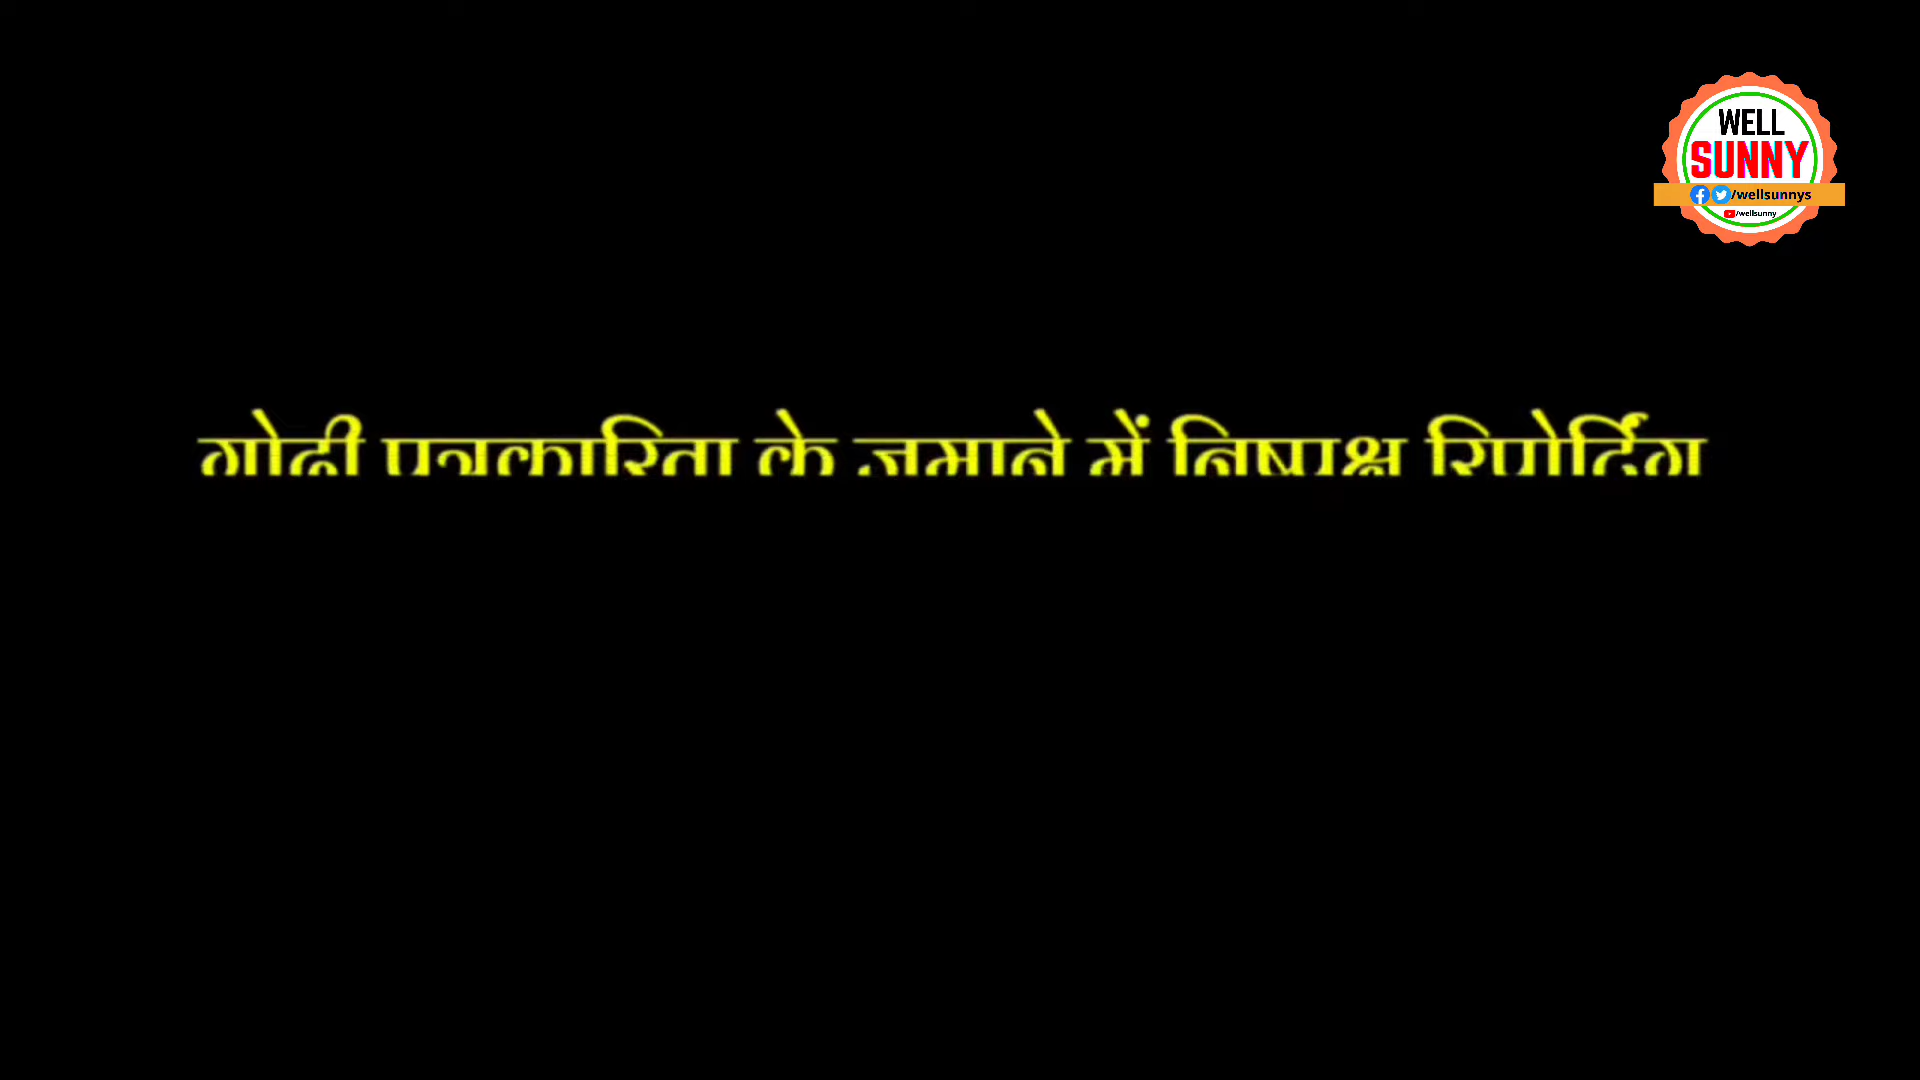 WELL
SUNNY
/wellsunnys
/wellsunny
गोदी पत्रकारिता के जमाने में निष्पक्ष रिपोर्टिंग